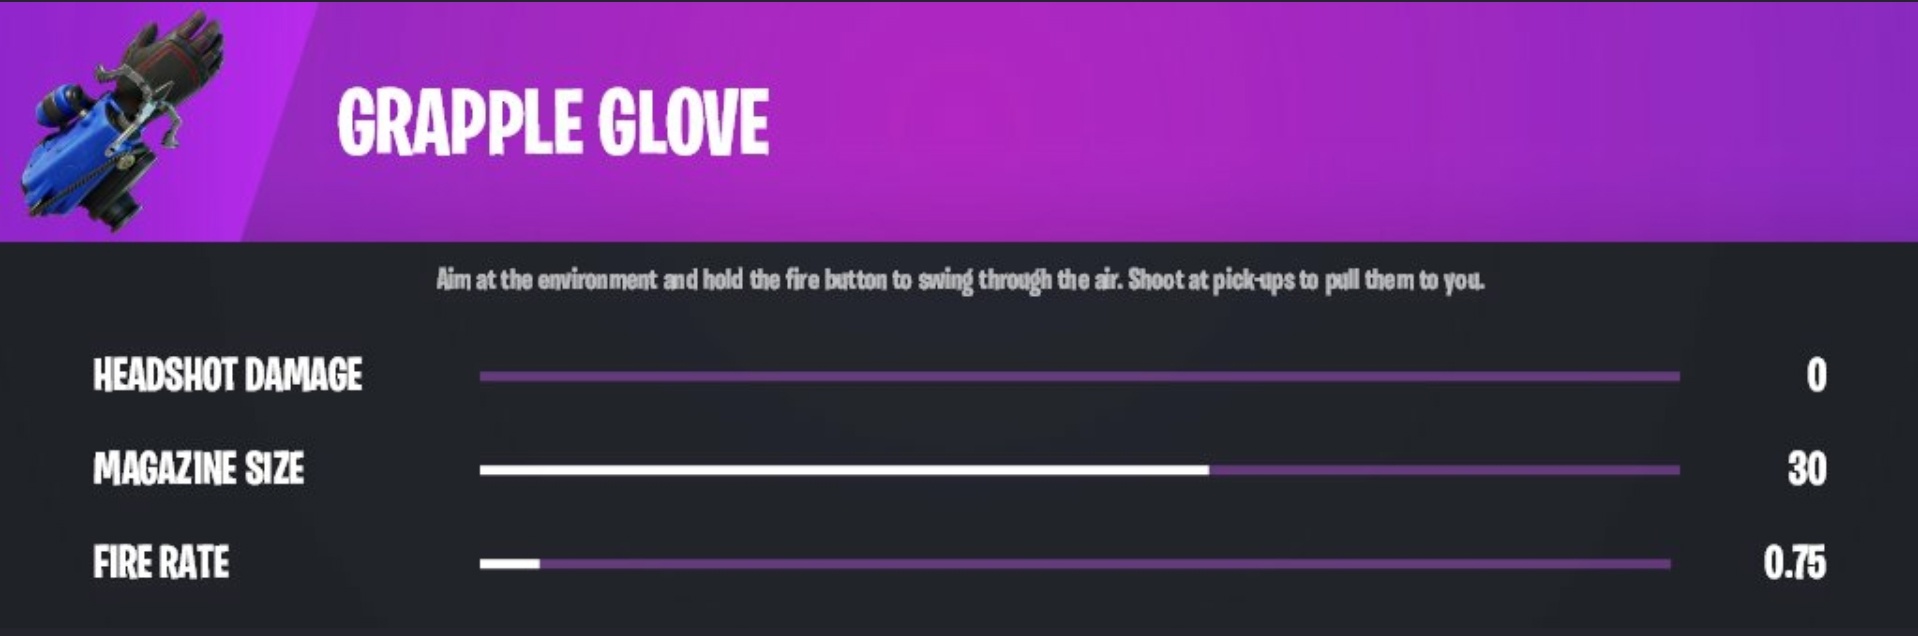 GRAPPLE GLOVE
Aim at the environment and hold the fire button to swing through the air. Shoot at pick-ups to pull them to you.
HEADSHOT DAMAGE 0
MAGAZINE SIZE 30
FIRE RATE 0.75